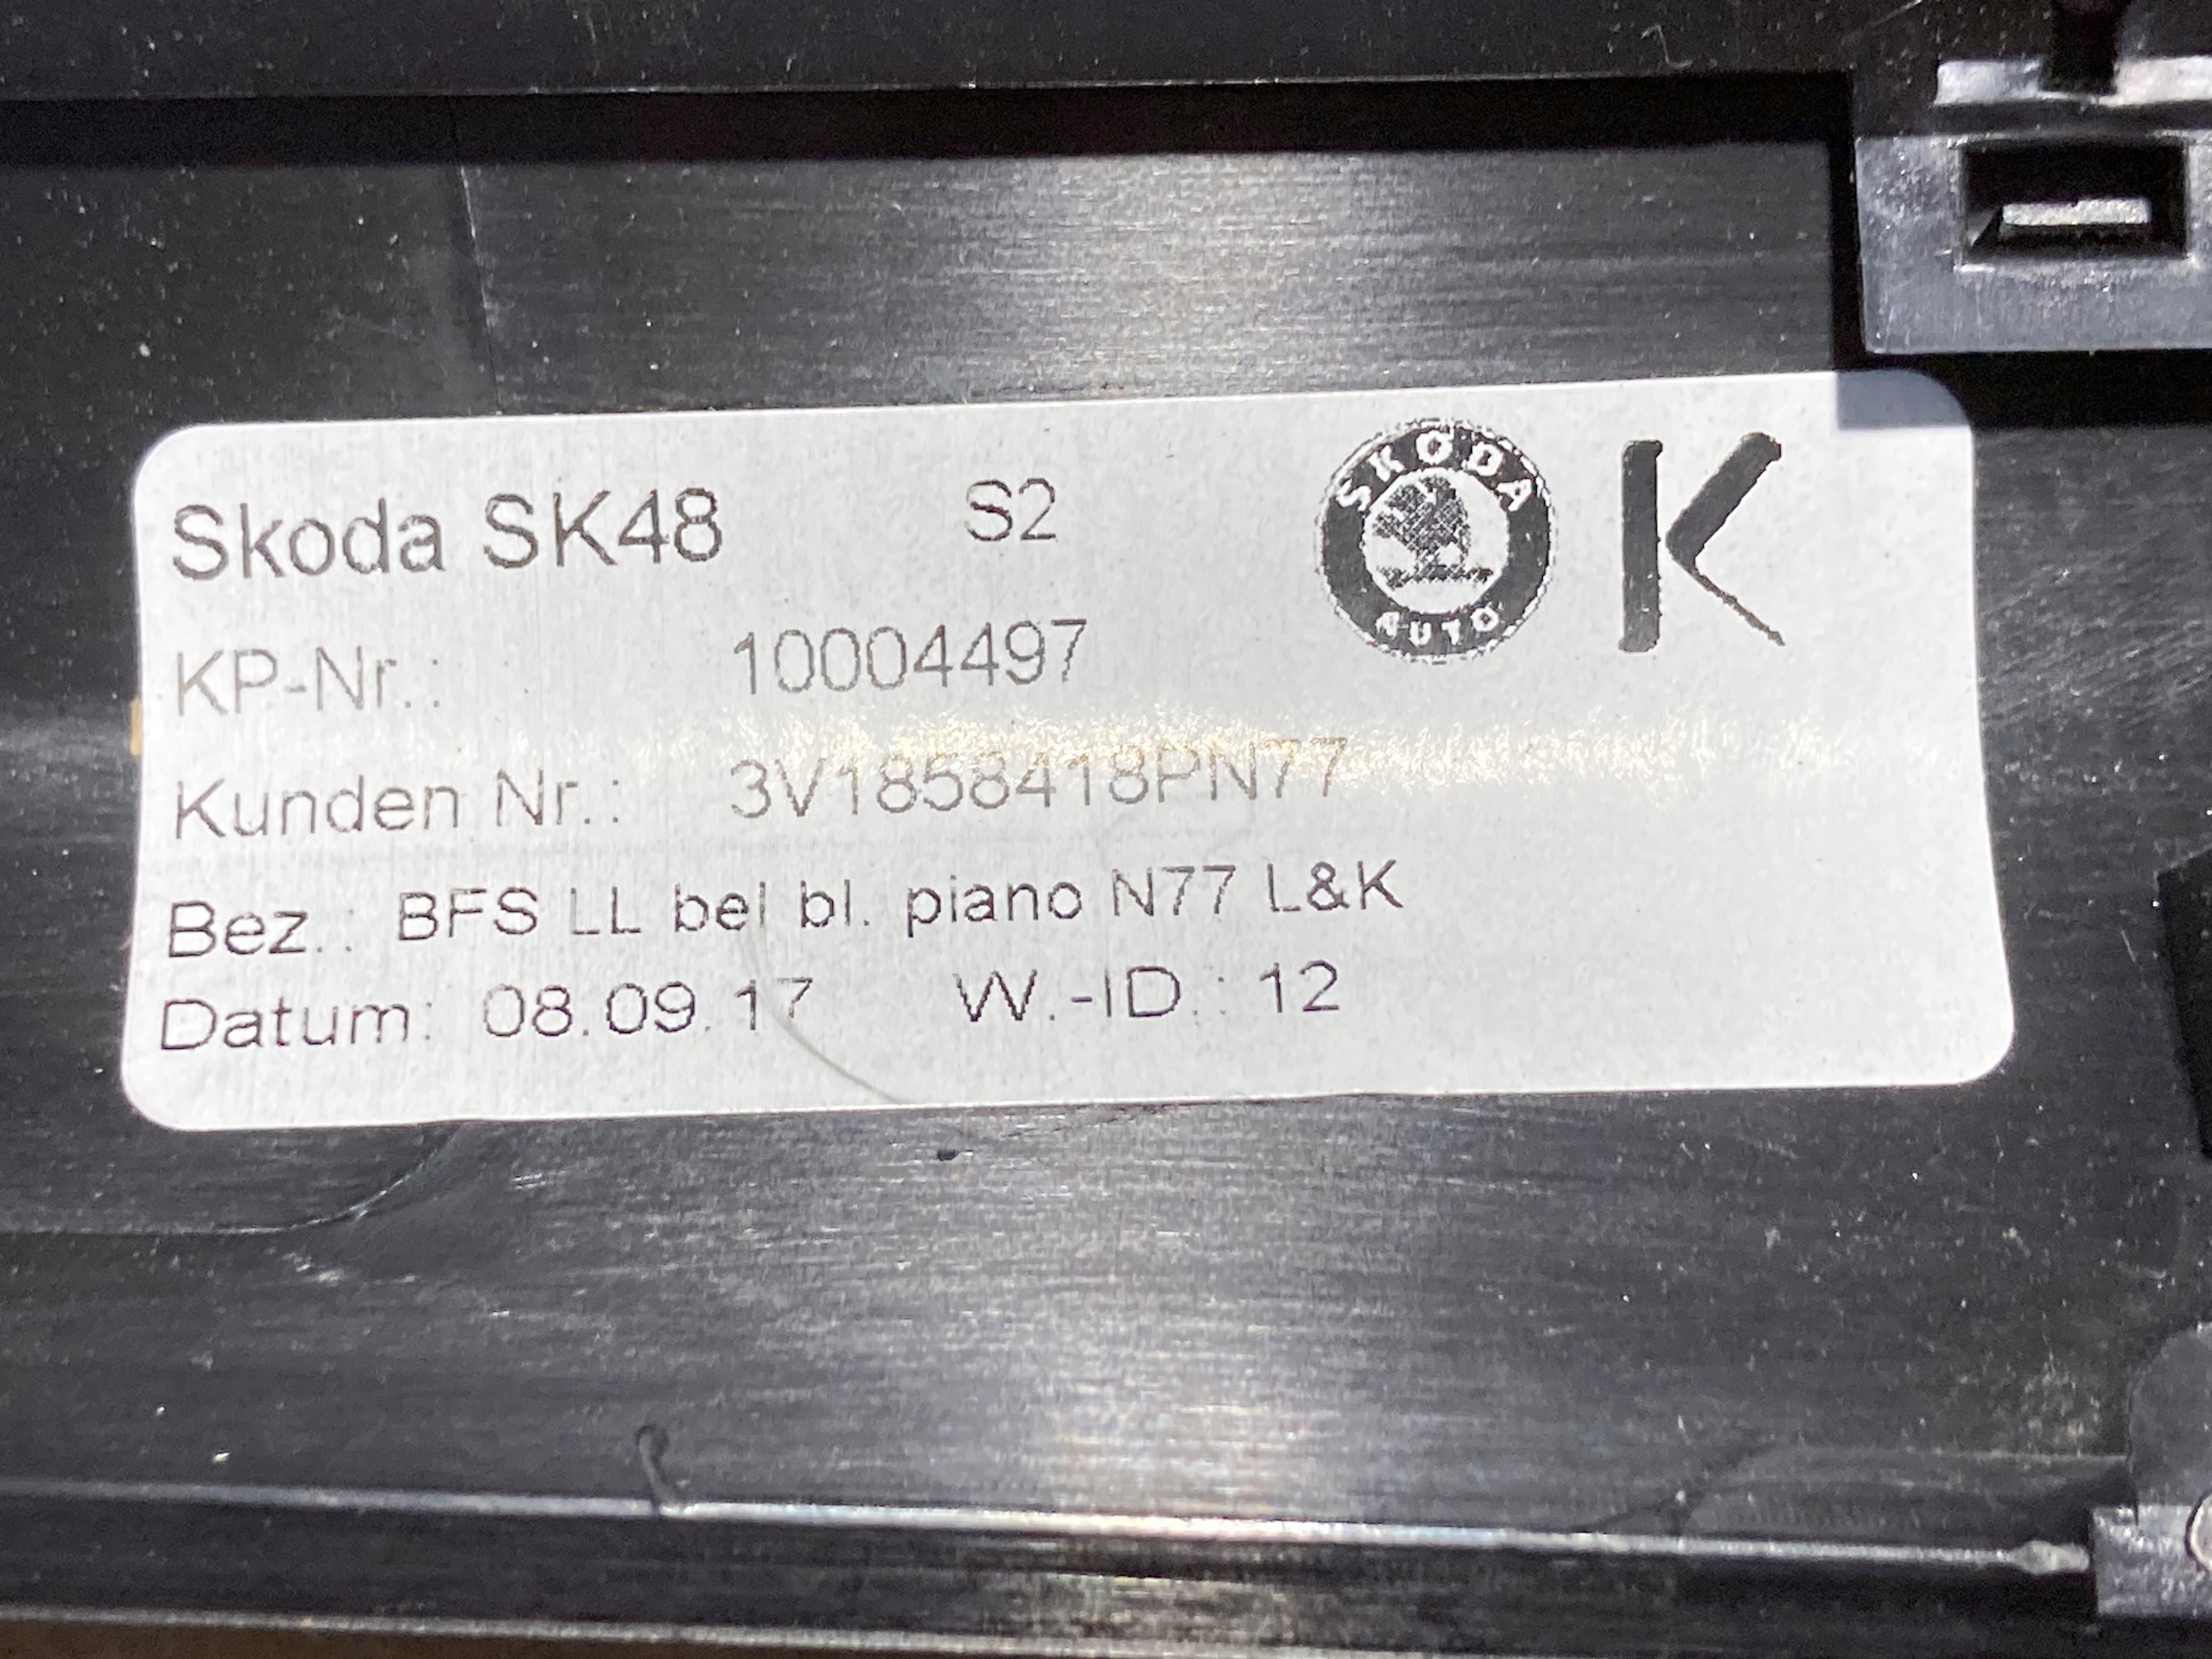 Skoda SK48 S2 SKODA AUTO K
KP-Nr.: 10004497
Kunden Nr.: 3V1858418PN77
Bez.: BFS LL bel bl. piano N77 L&K
Datum: 08.09.17 W.-ID.: 12